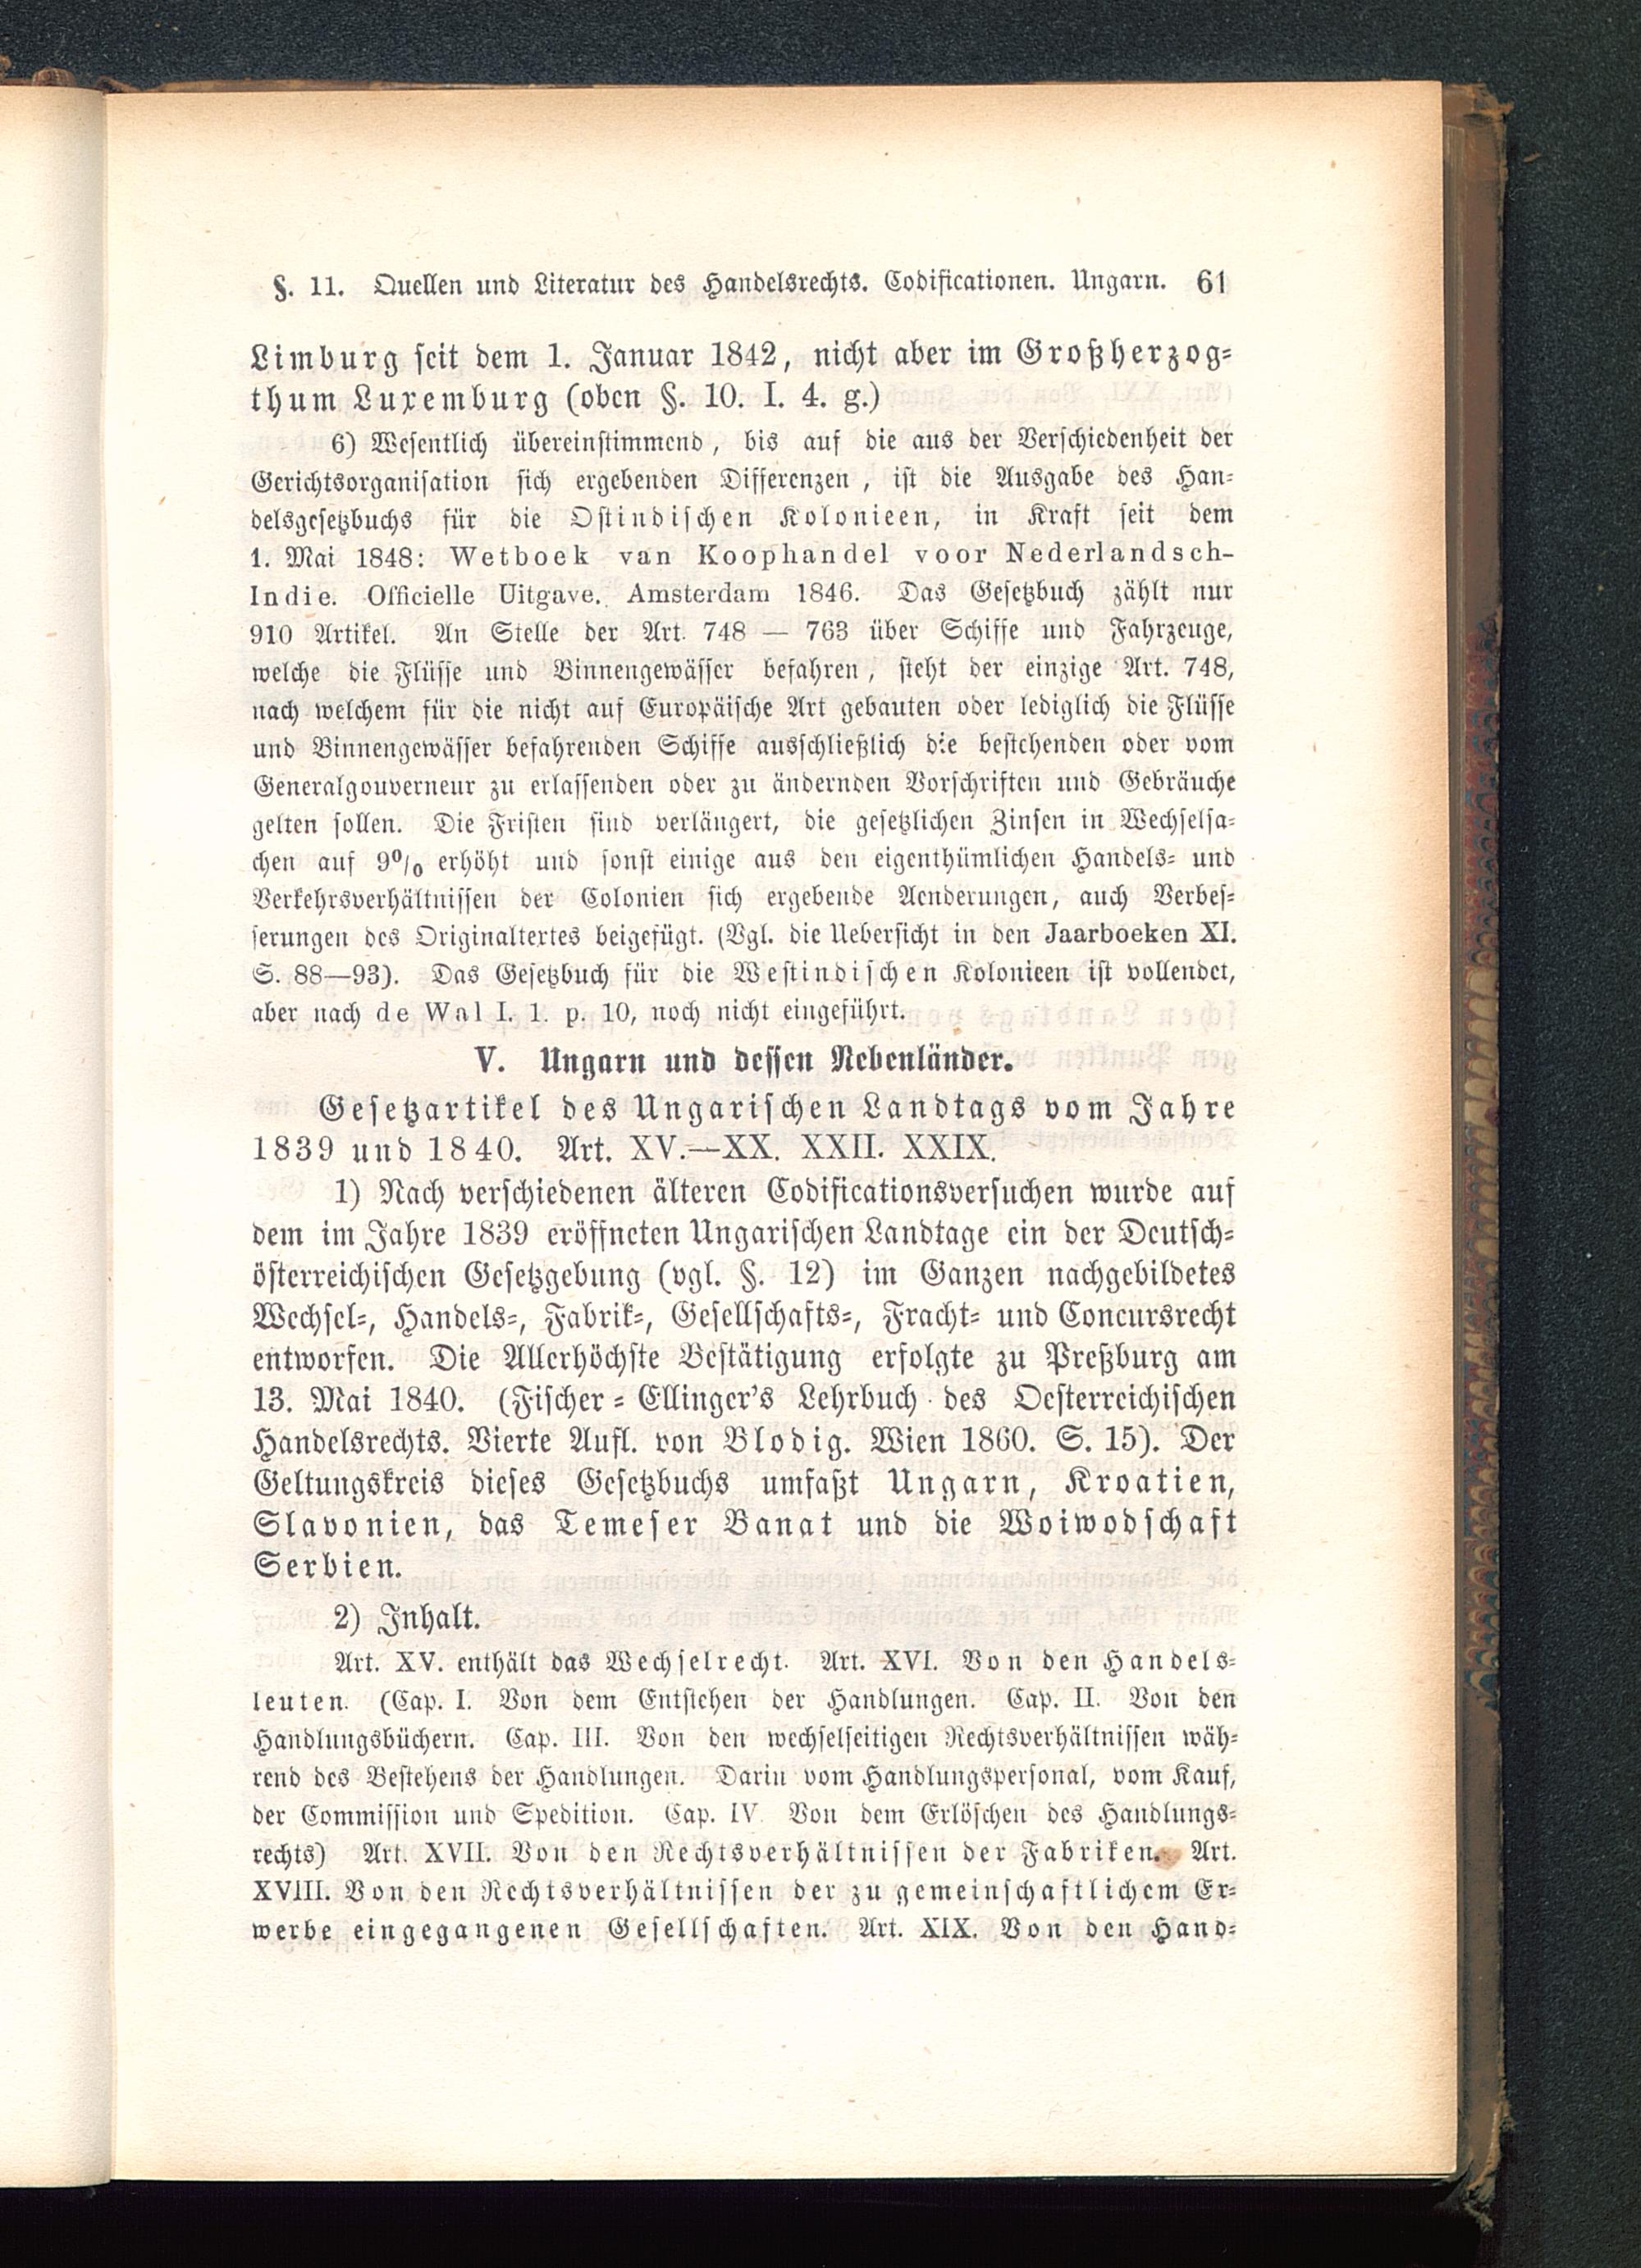 §. 11. Quellen und Literatur des Handelsrechts. Codificationen. Ungarn. 61
Limburg seit dem 1. Januar 1842, nicht aber im Großherzog-
thum Luxemburg (oben §. 10. I. 4. g.)
6) Wesentlich übereinstimmend, bis auf die aus der Verschiedenheit der
Gerichtsorganisation sich ergebenden Differenzen, ist die Ausgabe des Han-
delsgesetzbuchs für die Ostindischen Kolonieen, in Kraft seit dem
1. Mai 1848: Wetboek van Koophandel voor Nederlandsch-
Indie. Officielle Uitgave. Amsterdam 1846. Das Gesetzbuch zählt nur
910 Artikel. An Stelle der Art. 748 — 763 über Schiffe und Fahrzeuge,
welche die Flüsse und Binnengewässer befahren, steht der einzige Art. 748,
nach welchem für die nicht auf Europäische Art gebauten oder lediglich die Flüsse
und Binnengewässer befahrenden Schiffe ausschließlich die bestehenden oder vom
Generalgouverneur zu erlassenden oder zu ändernden Vorschriften und Gebräuche
gelten sollen. Die Fristen sind verlängert, die gesetzlichen Zinsen in Wechselsa-
chen auf 9% erhöht und sonst einige aus den eigenthümlichen Handels- und
Verkehrsverhältnissen der Colonien sich ergebende Aenderungen, auch Verbes-
serungen des Originaltextes beigefügt. (Vgl. die Uebersicht in den Jaarboeken XI.
S. 88—93). Das Gesetzbuch für die Westindischen Kolonieen ist vollendet,
aber nach de Wal I. 1. p. 10, noch nicht eingeführt.
V. Ungarn und dessen Nebenländer.
Gesetzartikel des Ungarischen Landtags vom Jahre
1839 und 1840. Art. XV.—XX. XXII. XXIX.
1) Nach verschiedenen älteren Codificationsversuchen wurde auf
dem im Jahre 1839 eröffneten Ungarischen Landtage ein der Deutsch-
österreichischen Gesetzgebung (vgl. §. 12) im Ganzen nachgebildetes
Wechsel-, Handels-, Fabrik-, Gesellschafts-, Fracht- und Concursrecht
entworfen. Die Allerhöchste Bestätigung erfolgte zu Preßburg am
13. Mai 1840. (Fischer-Ellinger's Lehrbuch des Oesterreichischen
Handelsrechts. Vierte Aufl. von Blodig. Wien 1860. S. 15). Der
Geltungskreis dieses Gesetzbuchs umfaßt Ungarn, Kroatien,
Slavonien, das Temeser Banat und die Woiwodschaft
Serbien.
2) Inhalt.
Art. XV. enthält das Wechselrecht. Art. XVI. Von den Handels-
leuten. (Cap. I. Von dem Entstehen der Handlungen. Cap. II. Von den
Handlungsbüchern. Cap. III. Von den wechselseitigen Rechtsverhältnissen wäh-
rend des Bestehens der Handlungen. Darin vom Handlungspersonal, vom Kauf,
der Commission und Spedition. Cap. IV. Von dem Erlöschen des Handlungs-
rechts) Art. XVII. Von den Rechtsverhältnissen der Fabriken. Art.
XVIII. Von den Rechtsverhältnissen der zu gemeinschaftlichem Er-
werbe eingegangenen Gesellschaften. Art. XIX. Von den Hand-